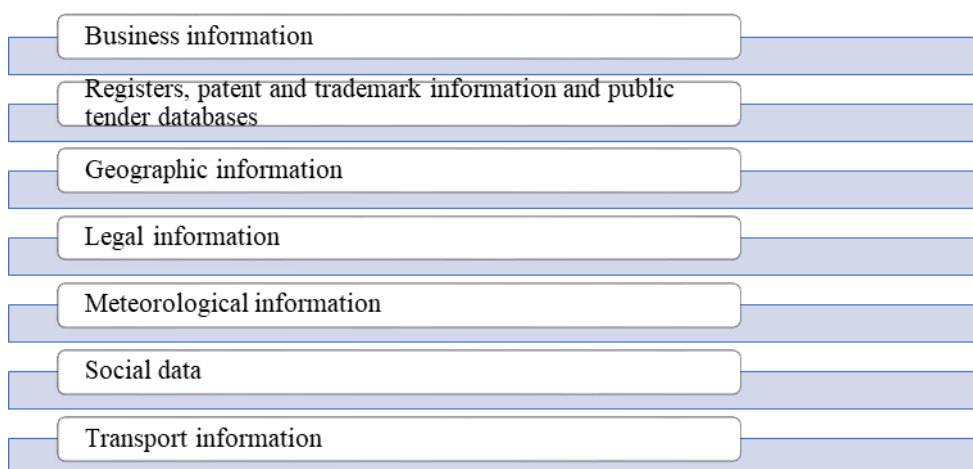 Business information
Registers, patent and trademark information and public
tender databases
Geographic information
Legal information
Meteorological information
Social data
Transport information